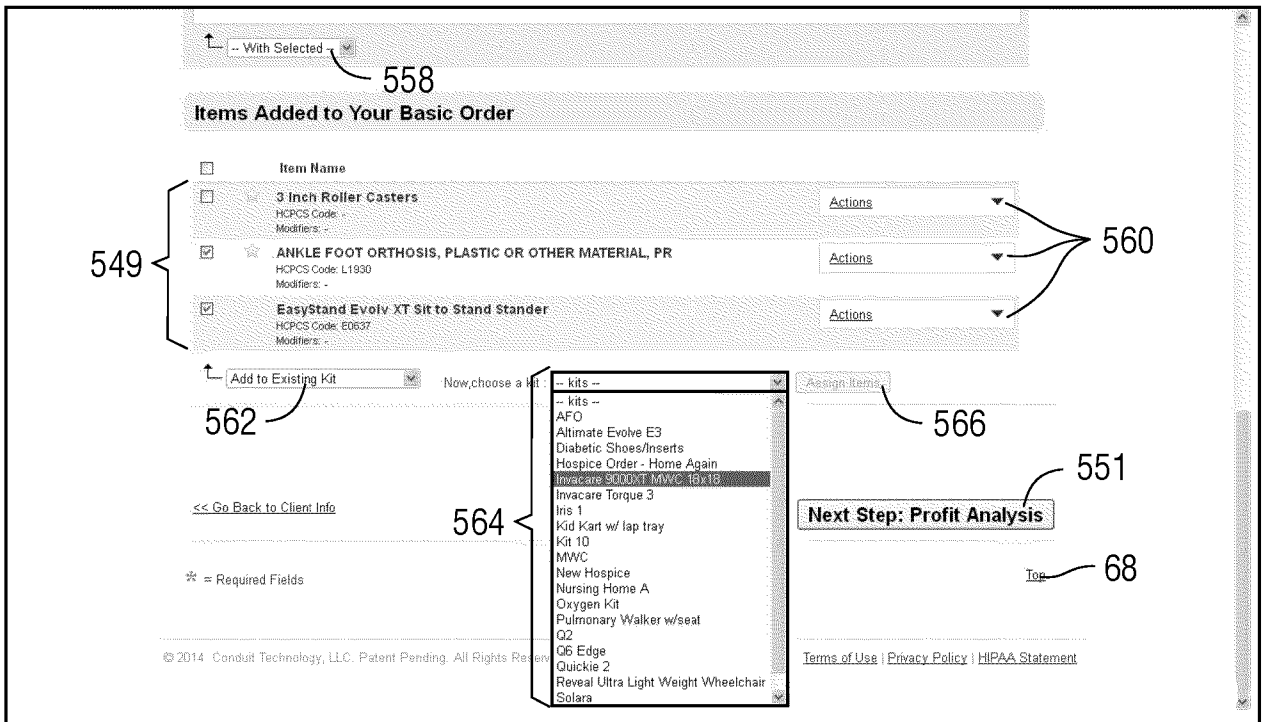 -- With Selected --
558
Items Added to Your Basic Order
Item Name
3 Inch Roller Casters
HCPCS Code: -
Modifiers: -
Actions
549
ANKLE FOOT ORTHOSIS, PLASTIC OR OTHER MATERIAL, PR
HCPCS Code: L1930
Modifiers: -
Actions
560
EasyStand Evolv XT Sit to Stand Stander
HCPCS Code: E0637
Modifiers: -
Actions
Add to Existing Kit
Now,choose a kit : -- kits --
Assign Items
562
566
-- kits --
AFO
Altimate Evolve E3
Diabetic Shoes/Inserts
Hospice Order - Home Again
Invacare 9000XT MWC 18x18
Invacare Torque 3
Iris 1
Kid Kart w/ lap tray
Kit 10
MWC
New Hospice
Nursing Home A
Oxygen Kit
Pulmonary Walker w/seat
Q2
Q6 Edge
Quickie 2
Reveal Ultra Light Weight Wheelchair
Solara
564
551
<< Go Back to Client Info
Next Step: Profit Analysis
* = Required Fields
Top
68
© 2014 Conduit Technology, LLC. Patent Pending. All Rights Reserv
Terms of Use | Privacy Policy | HIPAA Statement